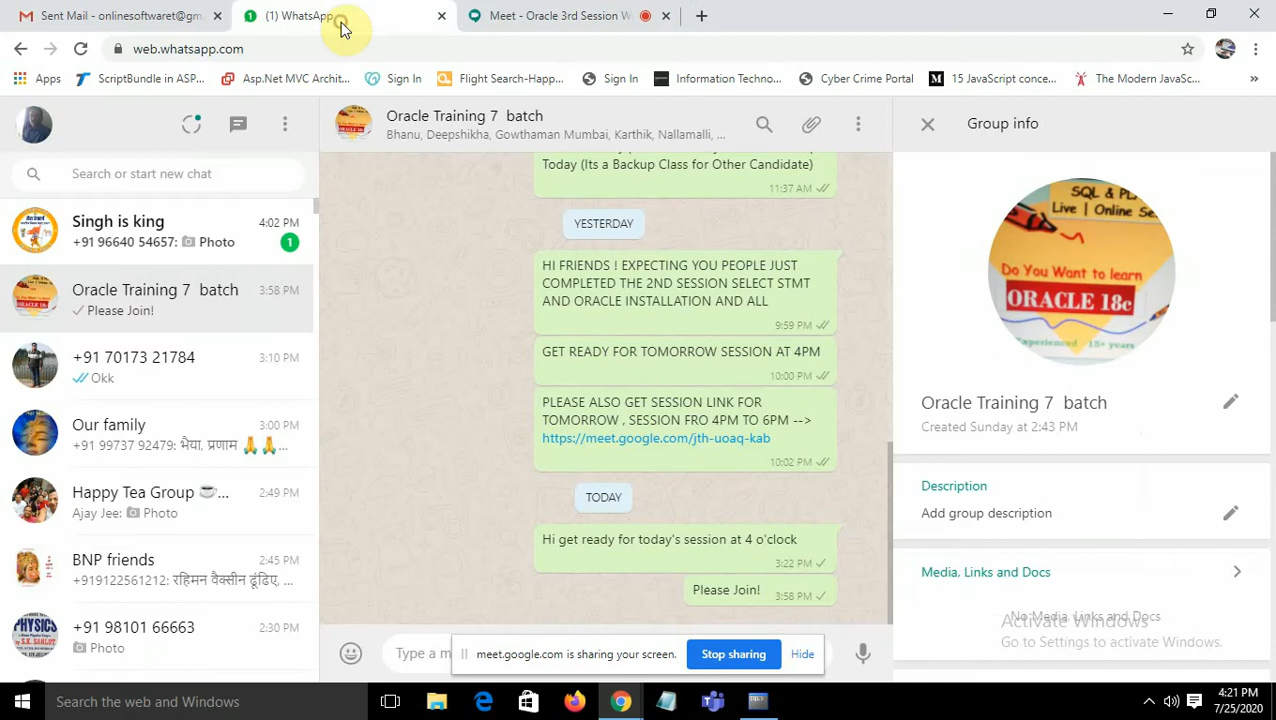 Sent Mail - onlinesoftwaret@gm
(1) WhatsApp
Meet - Oracle 3rd Session W
web.whatsapp.com
Apps
ScriptBundle in ASP...
Asp.Net MVC Archit...
Sign In
Flight Search-Happ...
Sign In
Information Techno...
Cyber Crime Portal
15 JavaScript conce...
The Modern JavaSc...
»
Search or start new chat
Singh is king
4:02 PM
+91 96640 54657: Photo
1
Oracle Training 7 batch
3:58 PM
Please Join!
+91 70173 21784
3:10 PM
Okk
Our family
3:00 PM
+91 99737 92479: भैया, प्रणाम 🙏🙏...
Happy Tea Group ☕...
2:49 PM
Ajay Jee: Photo
BNP friends
2:45 PM
+919122561212: रहिमन वैक्सीन ढूंढिए, ...
+91 98101 66663
2:30 PM
Photo
Oracle Training 7 batch
Bhanu, Deepshikha, Gowthaman Mumbai, Karthik, Nallamalli, ...
Today (Its a Backup Class for Other Candidate)
11:37 AM
YESTERDAY
HI FRIENDS ! EXPECTING YOU PEOPLE JUST
COMPLETED THE 2ND SESSION SELECT STMT
AND ORACLE INSTALLATION AND ALL
9:59 PM
GET READY FOR TOMORROW SESSION AT 4PM
10:00 PM
PLEASE ALSO GET SESSION LINK FOR
TOMORROW , SESSION FRO 4PM TO 6PM -->
https://meet.google.com/jth-uoaq-kab
10:02 PM
TODAY
Hi get ready for today's session at 4 o'clock
3:22 PM
Please Join!
3:58 PM
Type a m
meet.google.com is sharing your screen.
Stop sharing
Hide
Group info
SQL & PL
Live | Online Se
Do You Want to learn
ORACLE 18c
Experienced 15+ years
Oracle Training 7 batch
Created Sunday at 2:43 PM
Description
Add group description
Media, Links and Docs
No Media, Links and Docs
Activate Windows
Go to Settings to activate Windows.
Search the web and Windows
4:21 PM
7/25/2020